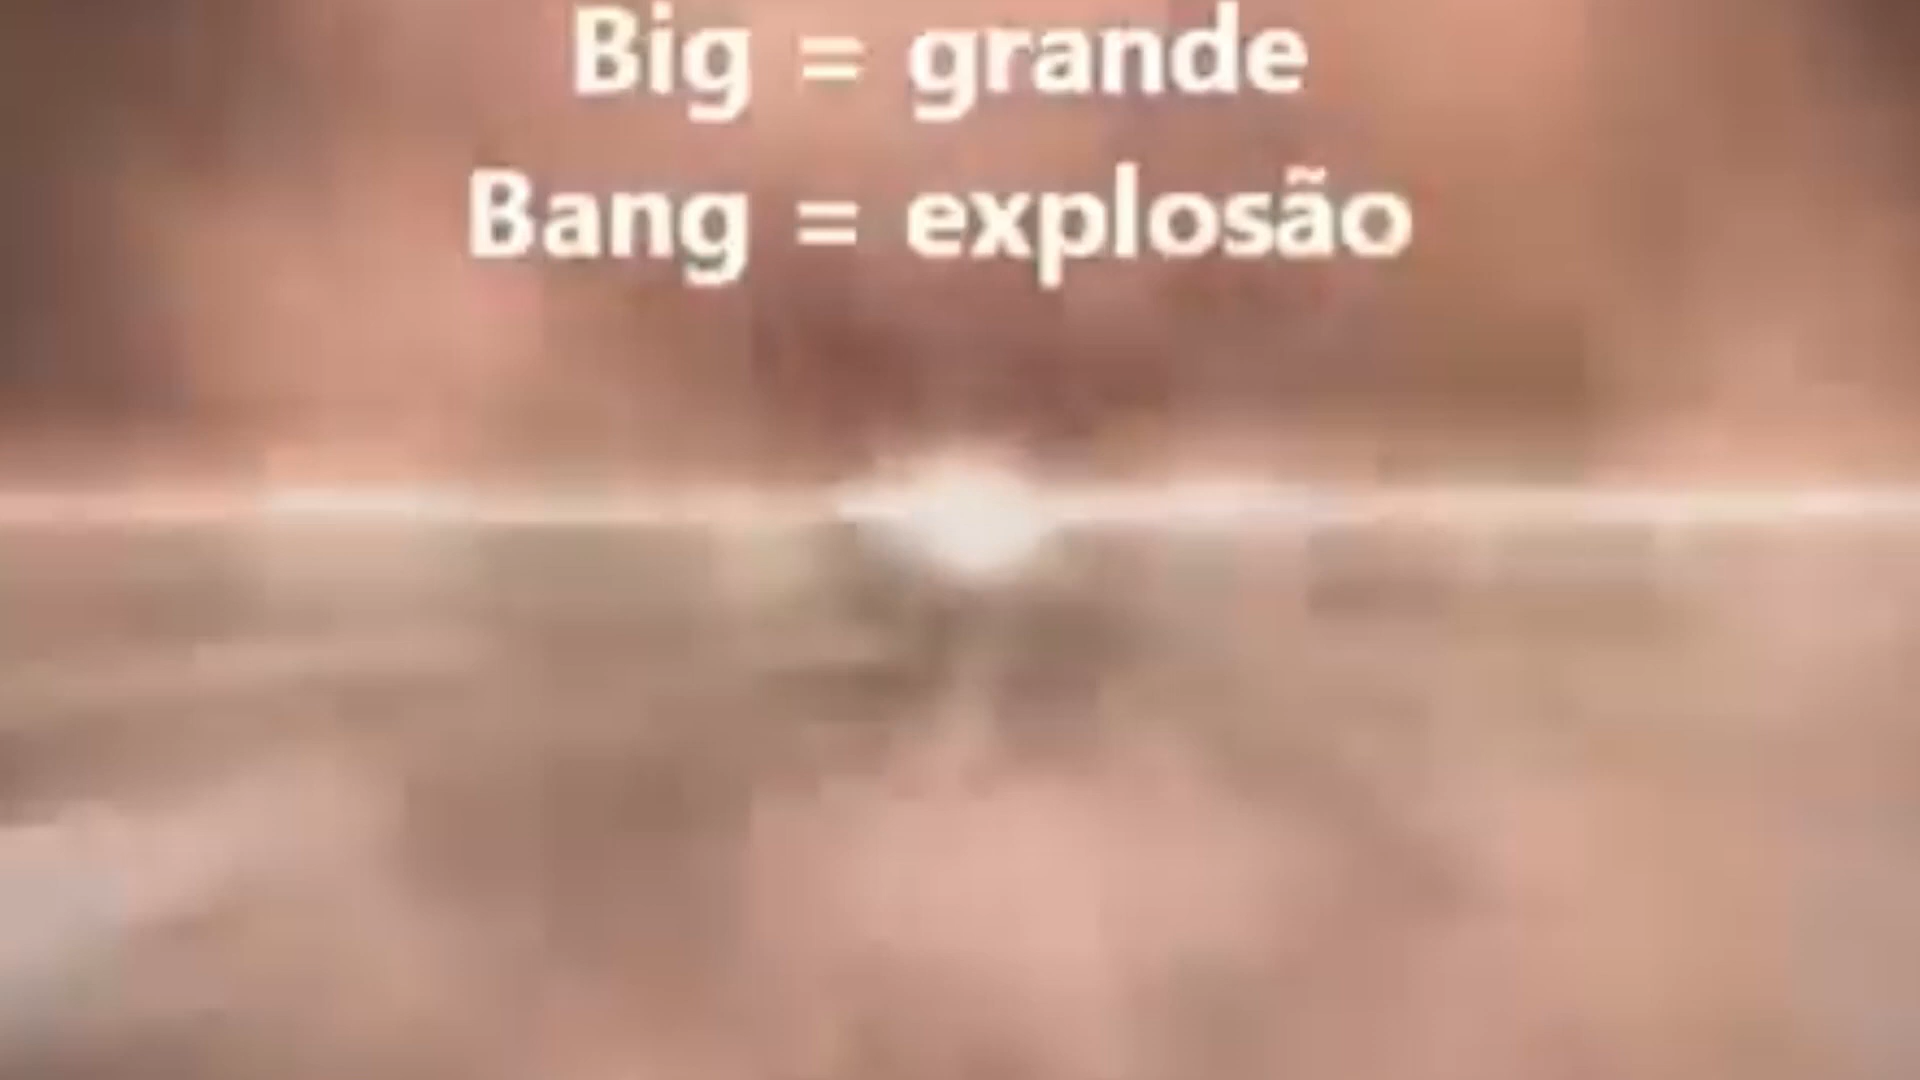 Big = grande
Bang = explosão